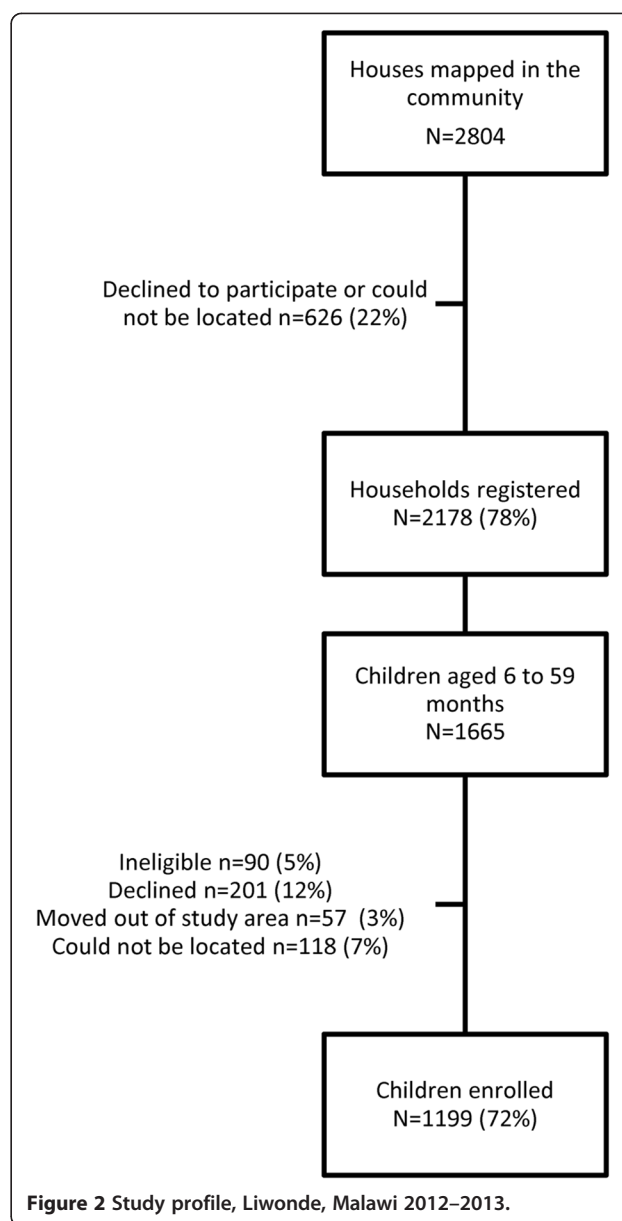 Houses mapped in the
community
N=2804
Declined to participate or could
not be located n=626 (22%)
Households registered
N=2178 (78%)
Children aged 6 to 59
months
N=1665
Ineligible n=90 (5%)
Declined n=201 (12%)
Moved out of study area n=57  (3%)
Could not be located n=118 (7%)
Children enrolled
N=1199 (72%)
Figure 2 Study profile, Liwonde, Malawi 2012–2013.